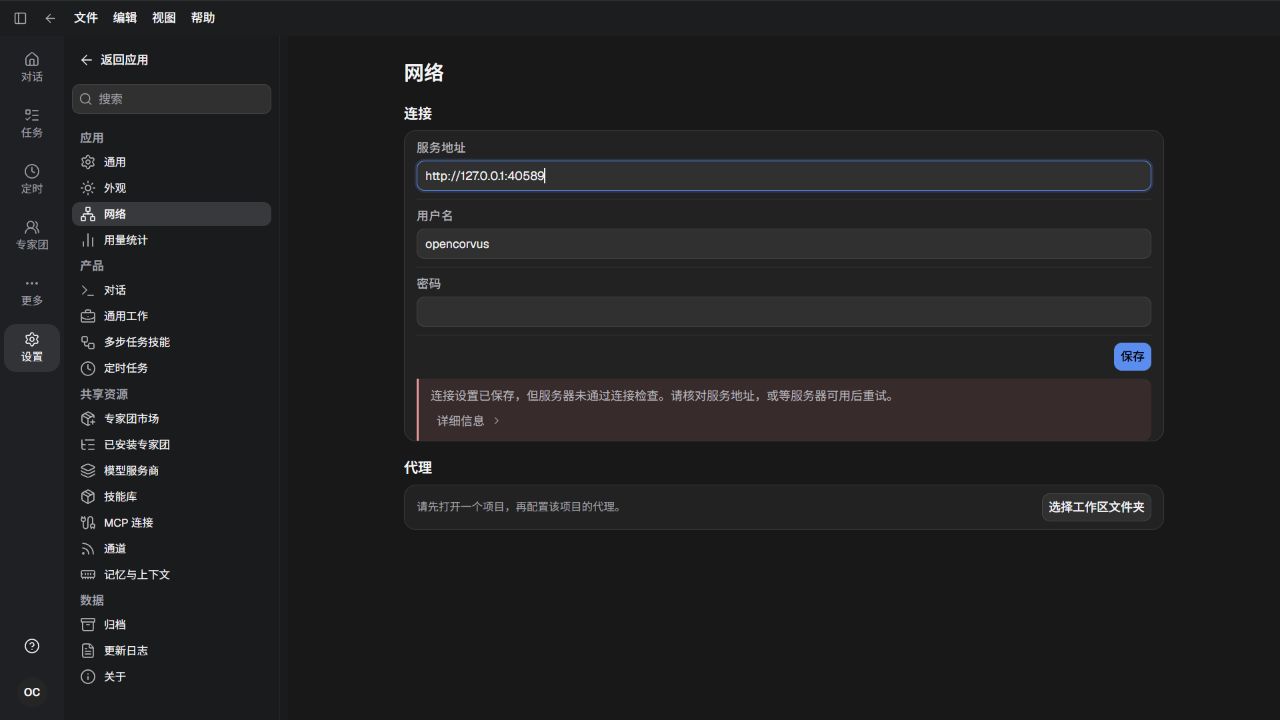 文件 编辑 视图 帮助
对话
任务
定时
专家团
更多
设置
OC
返回应用
搜索
应用
通用
外观
网络
用量统计
产品
对话
通用工作
多步任务技能
定时任务
共享资源
专家团市场
已安装专家团
模型服务商
技能库
MCP 连接
通道
记忆与上下文
数据
归档
更新日志
关于
网络
连接
服务地址
http://127.0.0.1:40589
用户名
opencorvus
密码
保存
连接设置已保存，但服务器未通过连接检查。请核对服务地址，或等服务器可用后重试。
详细信息
代理
请先打开一个项目，再配置该项目的代理。
选择工作区文件夹